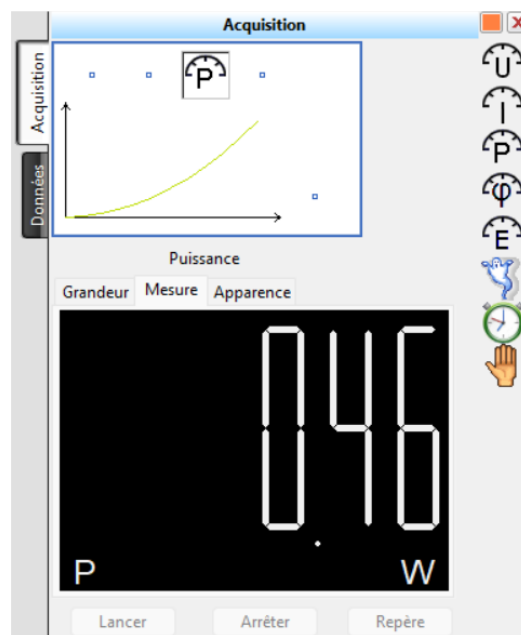 Acquisition
Acquisition
Données
P
U
I
P
φ
E
Puissance
Grandeur Mesure Apparence
0.46
P W
Lancer Arrêter Repère